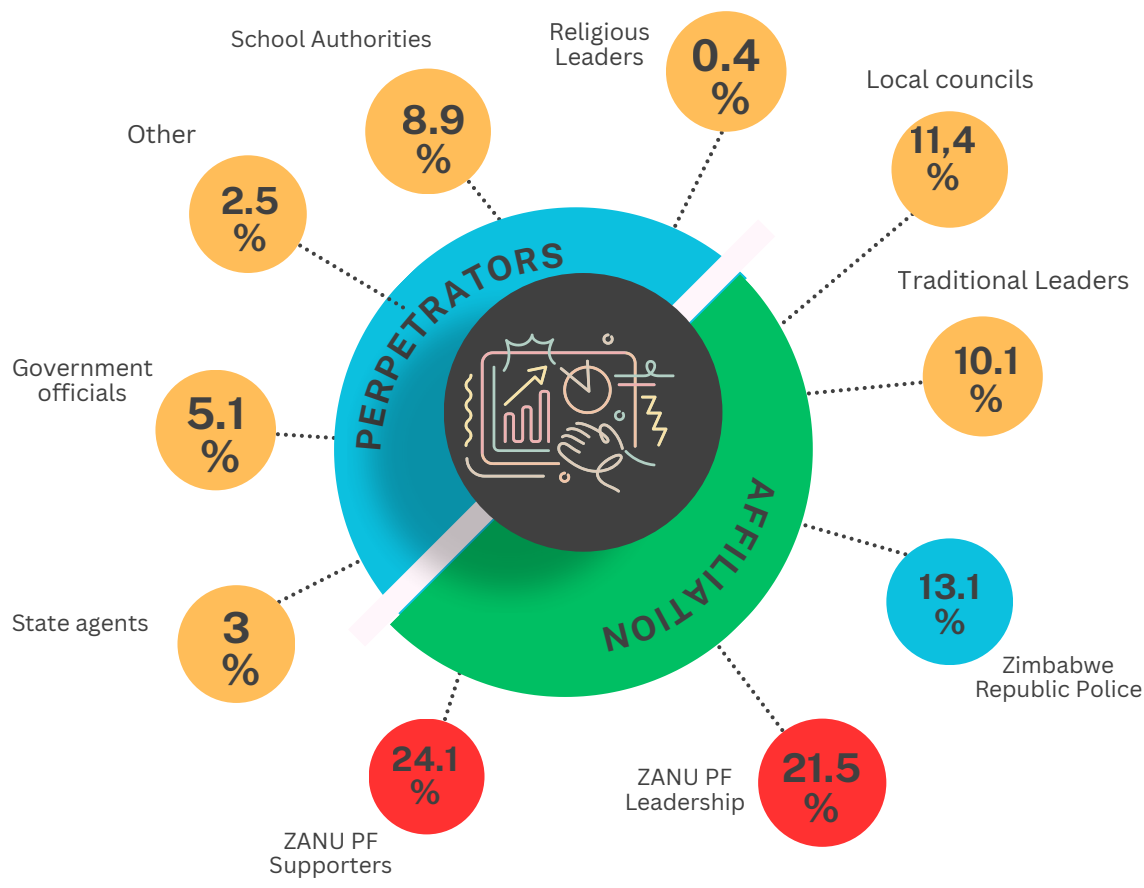 School Authorities
8.9
%
Religious
Leaders
0.4
%
Local councils
11,4
%
Other
2.5
%
Traditional Leaders
10.1
%
PERPETRATORS
Government
officials
5.1
%
AFFILIATION
13.1
%
Zimbabwe
Republic Police
State agents
3
%
24.1
%
ZANU PF
Supporters
ZANU PF
Leadership
21.5
%